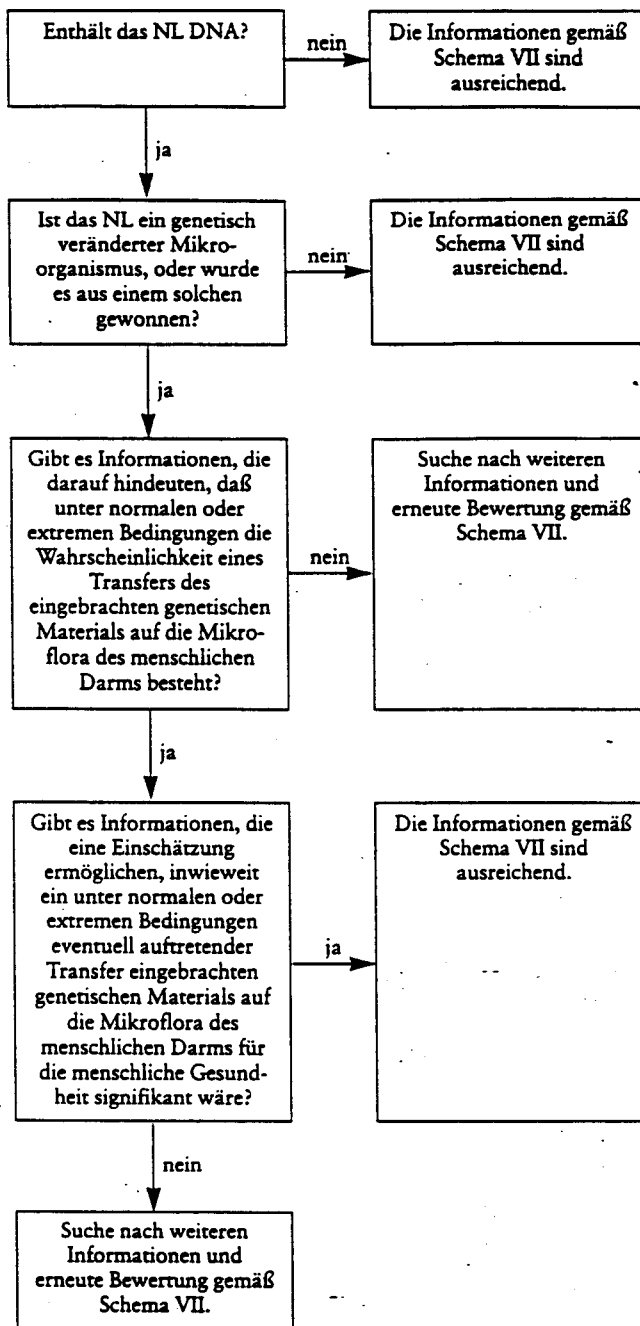 Enthält das NL DNA?
nein
Die Informationen gemäß
Schema VII sind
ausreichend.
ja
Ist das NL ein genetisch
veränderter Mikro-
organismus, oder wurde
es aus einem solchen
gewonnen?
nein
Die Informationen gemäß
Schema VII sind
ausreichend.
ja
Gibt es Informationen, die
darauf hindeuten, daß
unter normalen oder
extremen Bedingungen die
Wahrscheinlichkeit eines
Transfers des
eingebrachten genetischen
Materials auf die Mikro-
flora des menschlichen
Darms besteht?
nein
Suche nach weiteren
Informationen und
erneute Bewertung gemäß
Schema VII.
ja
Gibt es Informationen, die
eine Einschätzung
ermöglichen, inwieweit
ein unter normalen oder
extremen Bedingungen
eventuell auftretender
Transfer eingebrachten
genetischen Materials auf
die Mikroflora des
menschlichen Darms für
die menschliche Gesund-
heit signifikant wäre?
ja
Die Informationen gemäß
Schema VII sind
ausreichend.
nein
Suche nach weiteren
Informationen und
erneute Bewertung gemäß
Schema VII.